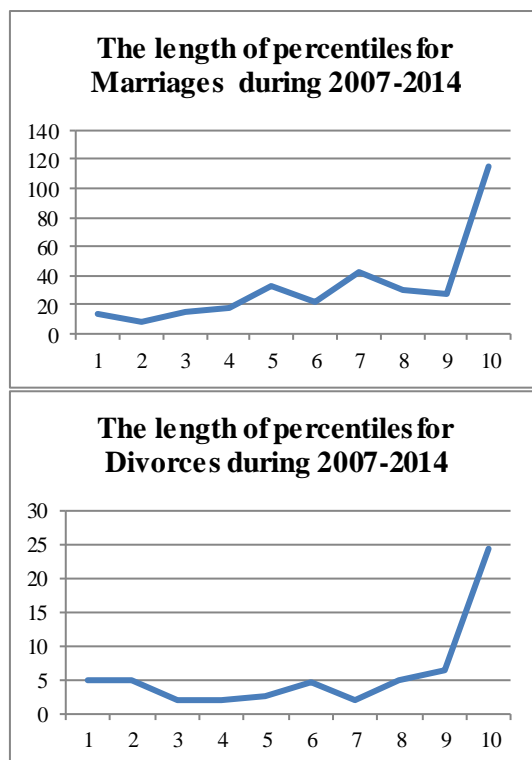 The length of percentiles for
Marriages during 2007-2014
140
120
100
80
60
40
20
0
1 2 3 4 5 6 7 8 9 10
The length of percentiles for
Divorces during 2007-2014
30
25
20
15
10
5
0
1 2 3 4 5 6 7 8 9 10